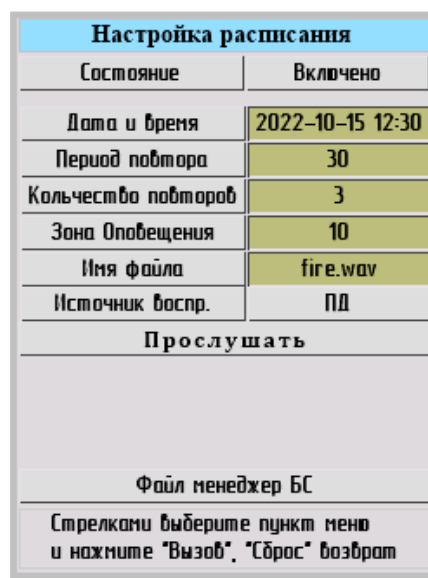 Настройка расписания
Состояние Включено
Дата и время 2022-10-15 12:30
Период повтора 30
Кольчество повторов 3
Зона Оповещения 10
Имя файла fire.wav
Источник воспр. ПД
Прослушать
Файл менеджер БС
Стрелками выберите пункт меню
и нажмите "Вызов", "Сброс" возврат